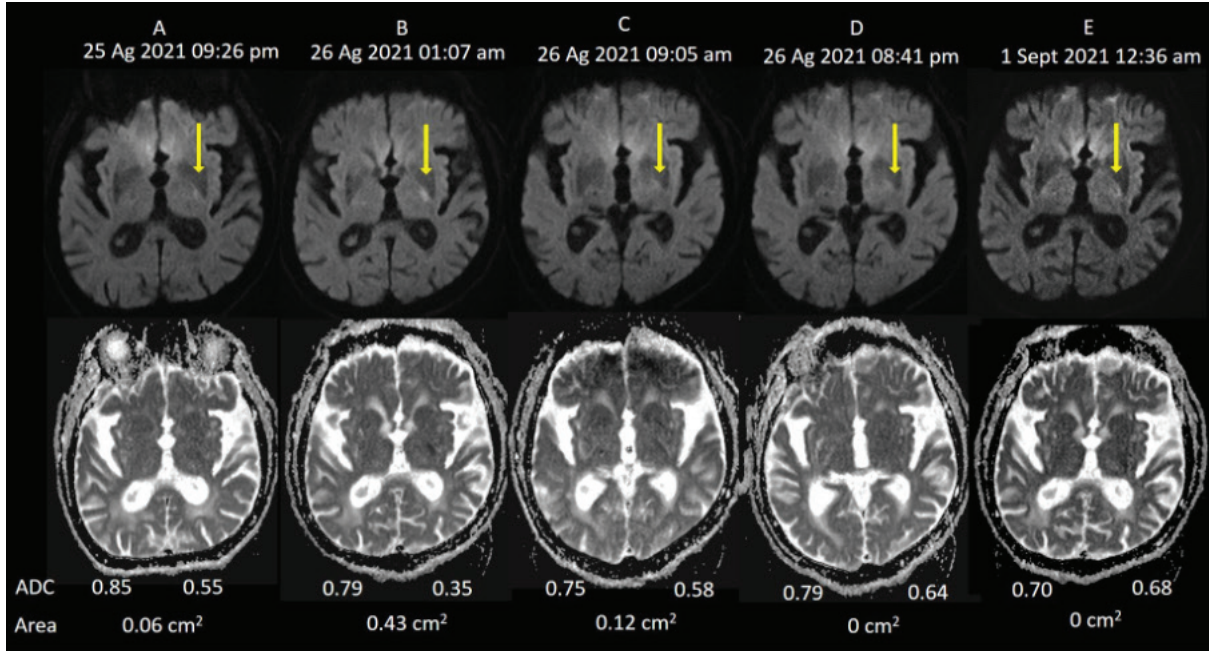 A B C D E
25 Ag 2021 09:26 pm 26 Ag 2021 01:07 am 26 Ag 2021 09:05 am 26 Ag 2021 08:41 pm 1 Sept 2021 12:36 am
ADC 0.85 0.55 0.79 0.35 0.75 0.58 0.79 0.64 0.70 0.68
Area 0.06 cm² 0.43 cm² 0.12 cm² 0 cm² 0 cm²